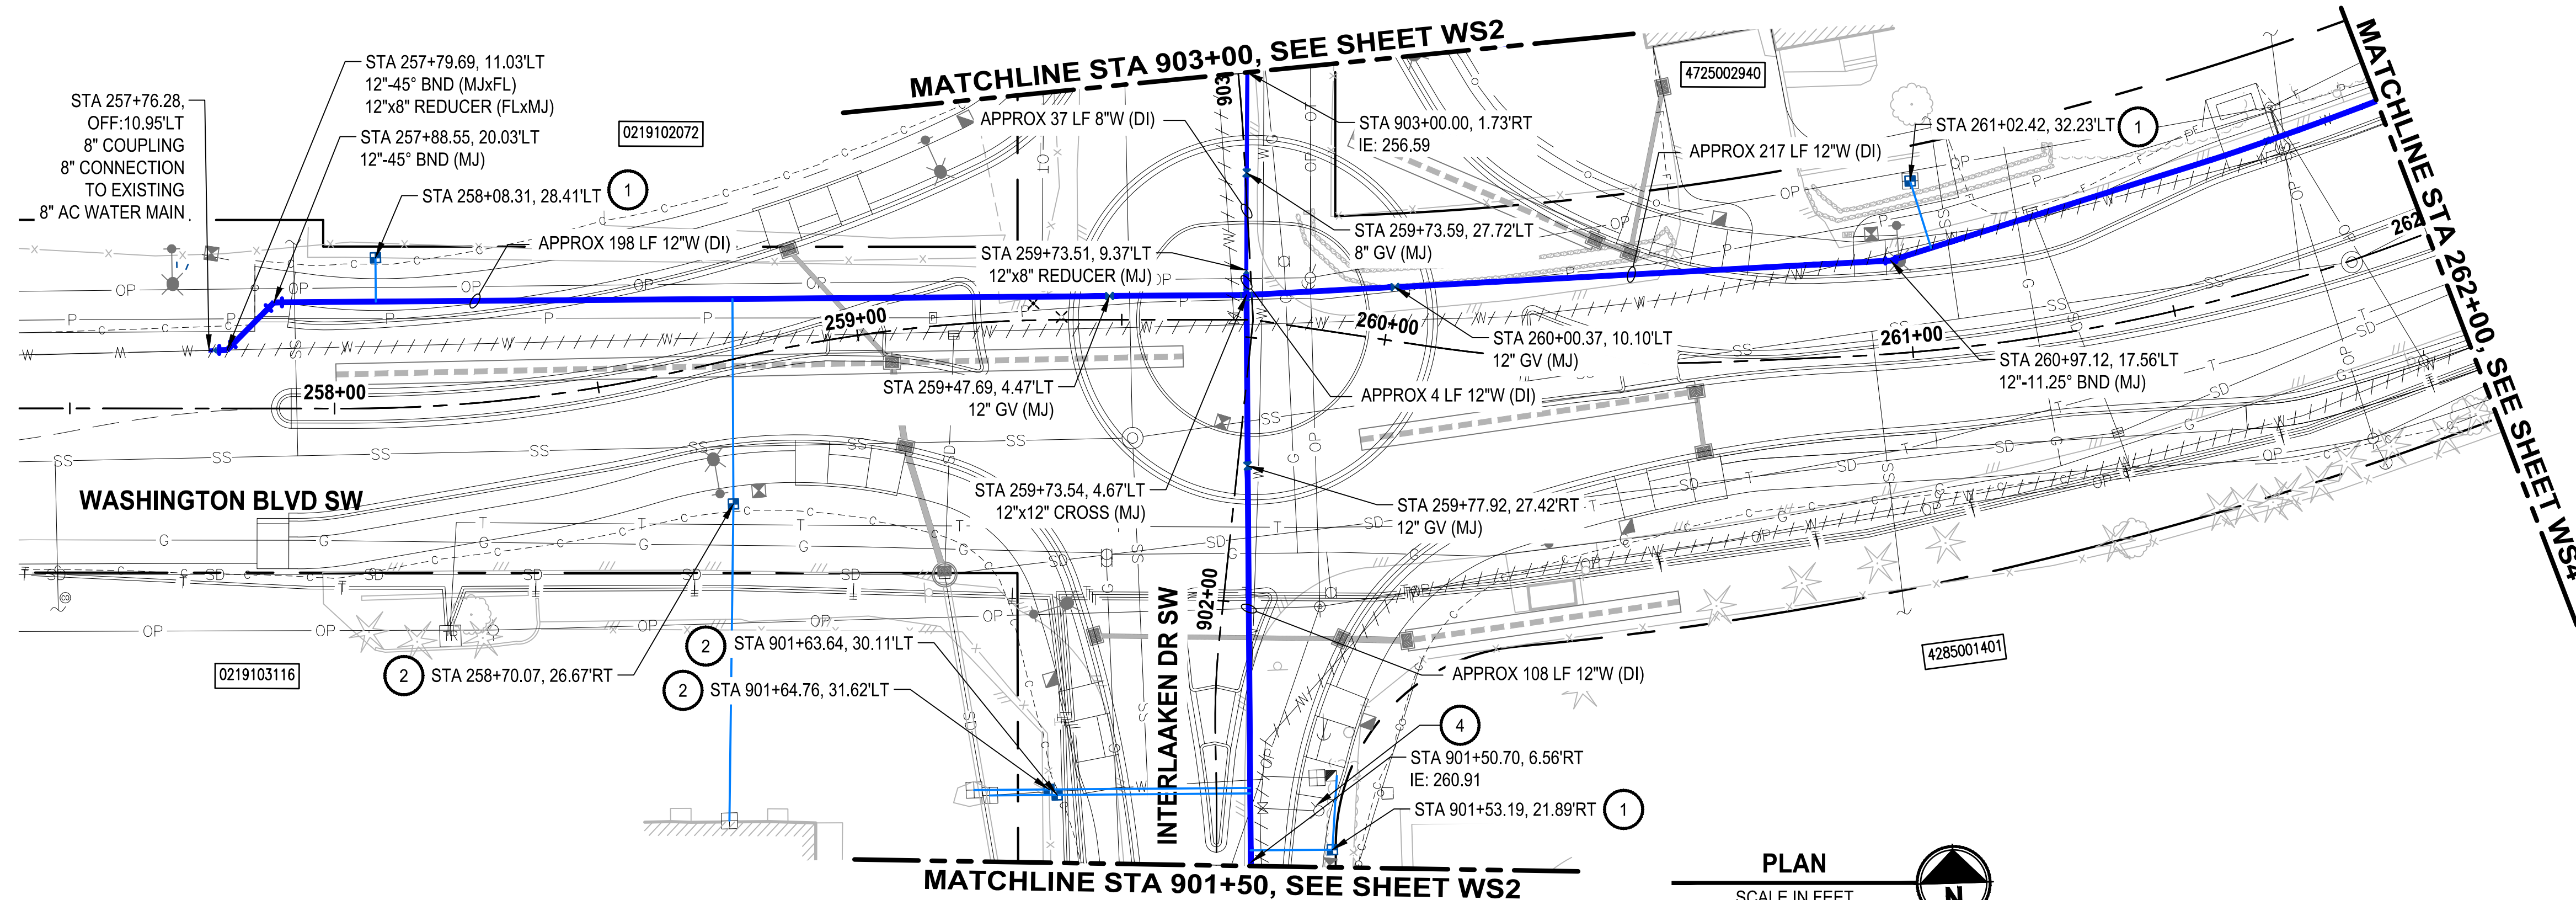 MATCHLINE STA 903+00, SEE SHEET WS2
MATCHLINE STA 262+00, SEE SHEET WS4
STA 257+79.69, 11.03'LT
12"-45° BND (MJxFL)
12"x8" REDUCER (FLxMJ)
STA 257+76.28,
OFF:10.95'LT
8" COUPLING
8" CONNECTION
TO EXISTING
8" AC WATER MAIN
STA 257+88.55, 20.03'LT
12"-45° BND (MJ)
0219102072
STA 258+08.31, 28.41'LT
1
APPROX 198 LF 12"W (DI)
APPROX 37 LF 8"W (DI)
903
STA 903+00.00, 1.73'RT
IE: 256.59
4725002940
APPROX 217 LF 12"W (DI)
STA 261+02.42, 32.23'LT
1
STA 259+73.51, 9.37'LT
12"x8" REDUCER (MJ)
STA 259+73.59, 27.72'LT
8" GV (MJ)
258+00
259+00
260+00
261+00
262
STA 259+47.69, 4.47'LT
12" GV (MJ)
STA 260+00.37, 10.10'LT
12" GV (MJ)
STA 260+97.12, 17.56'LT
12"-11.25° BND (MJ)
APPROX 4 LF 12"W (DI)
STA 259+73.54, 4.67'LT
12"x12" CROSS (MJ)
STA 259+77.92, 27.42'RT
12" GV (MJ)
WASHINGTON BLVD SW
902+00
INTERLAAKEN DR SW
0219103116
2
STA 258+70.07, 26.67'RT
2
STA 901+63.64, 30.11'LT
2
STA 901+64.76, 31.62'LT
APPROX 108 LF 12"W (DI)
4285001401
4
STA 901+50.70, 6.56'RT
IE: 260.91
STA 901+53.19, 21.89'RT
1
MATCHLINE STA 901+50, SEE SHEET WS2
PLAN
SCALE IN FEET
N